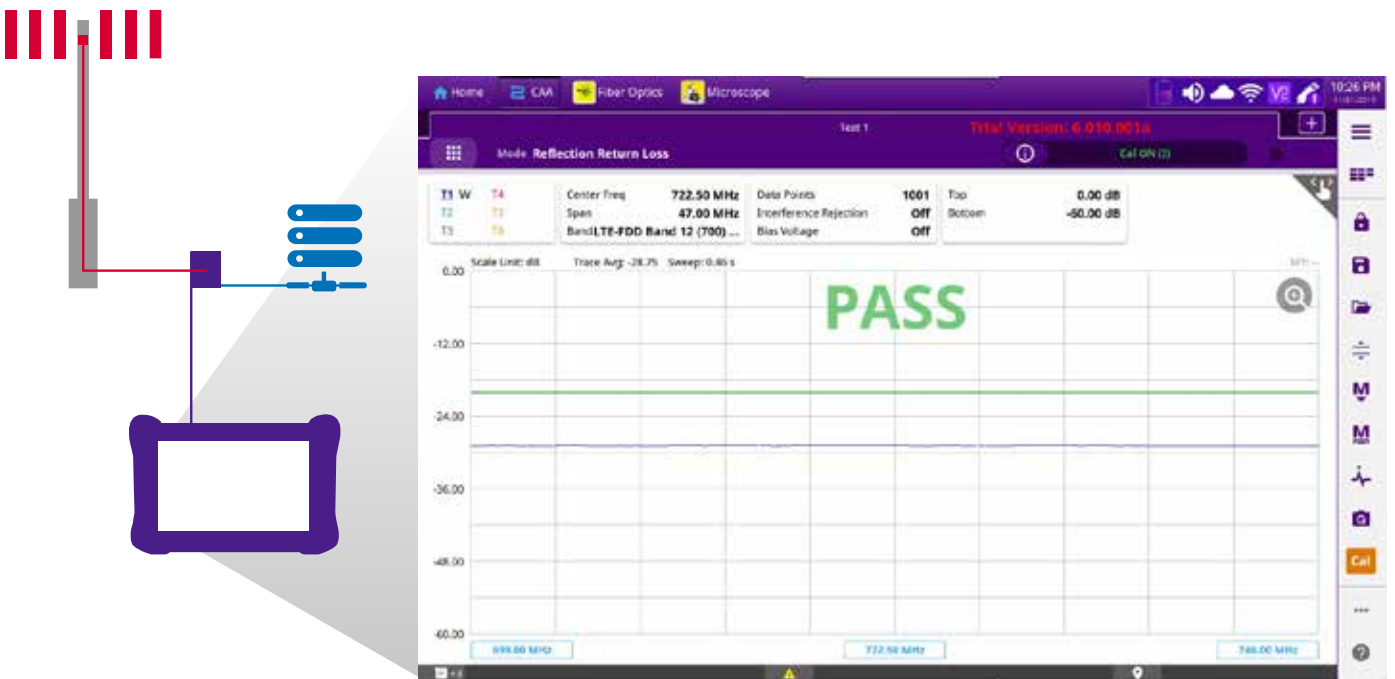 Home CAA Fiber Optics Microscope V2 10:26 PM
Test 1 Trial Version: 6.010.001a
Mode Reflection Return Loss Cal ON (2)
T1 W T4 Center Freq 722.50 MHz Data Points 1001 Top 0.00 dB
T2 Span 47.00 MHz Interference Rejection Off Bottom -60.00 dB
T3 T6 Band LTE-FDD Band 12 (700) ... Bias Voltage Off
Scale Unit: dB Trace Avg: -28.75 Sweep: 0.46 s
0.00
PASS
-12.00
M
-24.00
M
-36.00
-48.00
Cal
-60.00
699.00 MHz 722.50 MHz 746.00 MHz